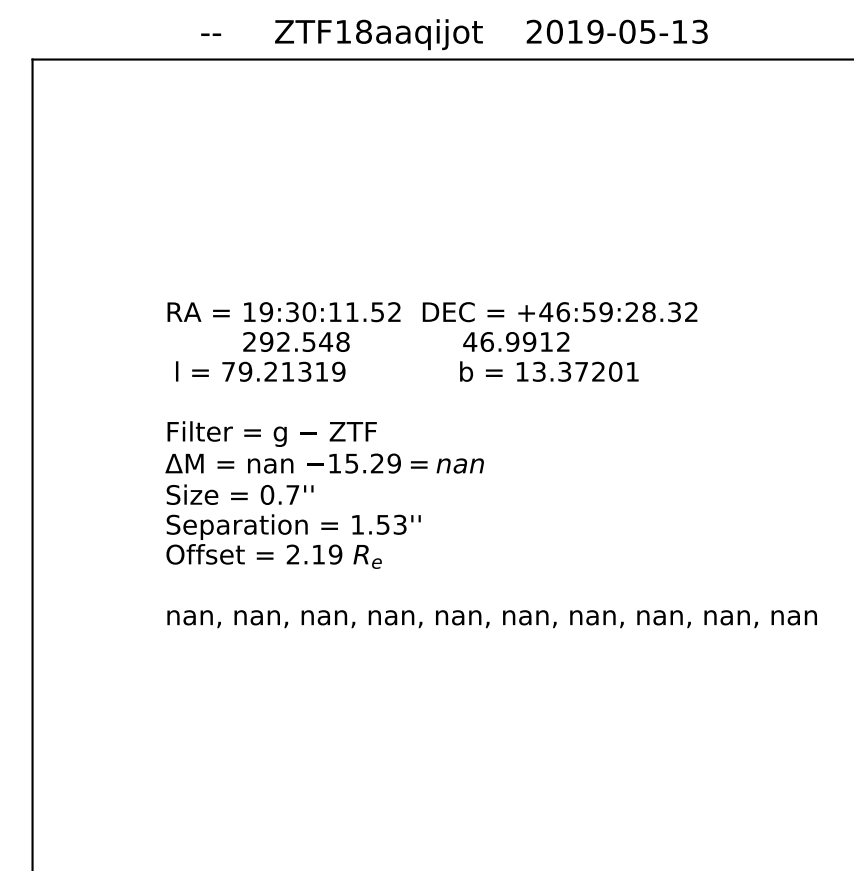 -- ZTF18aaqijot 2019-05-13
RA = 19:30:11.52 DEC = +46:59:28.32
292.548 46.9912
l = 79.21319 b = 13.37201
Filter = g − ZTF
ΔM = nan −15.29 = nan
Size = 0.7''
Separation = 1.53''
Offset = 2.19 Rₑ
nan, nan, nan, nan, nan, nan, nan, nan, nan, nan